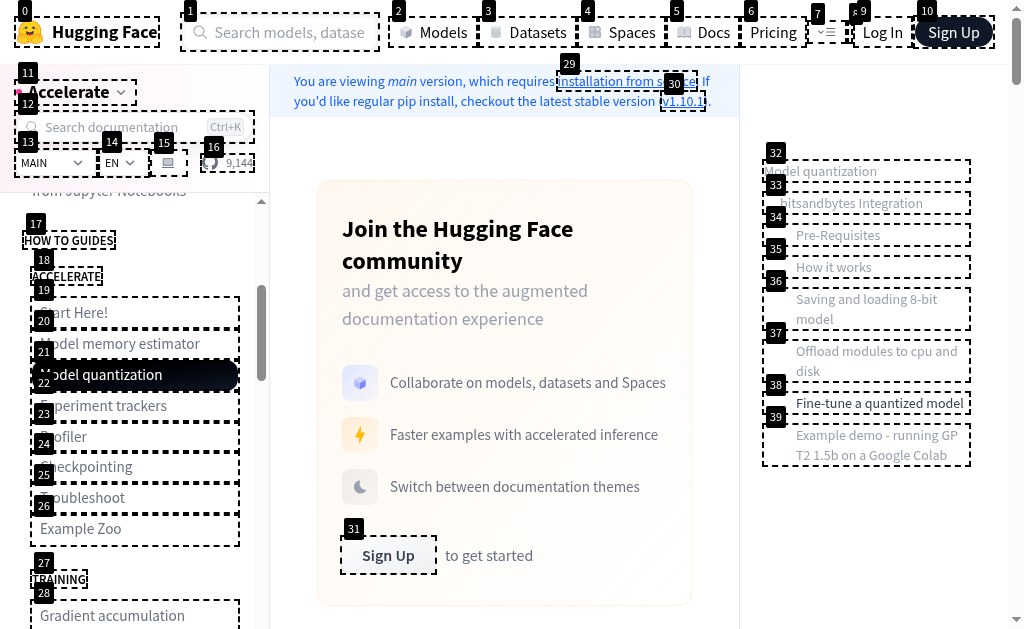 0 1 2 3 4 5 6 7 8 9 10
Hugging Face Search models, datase Models Datasets Spaces Docs Pricing Log In Sign Up
11
Accelerate
12
Search documentation Ctrl+K
13 14 15 16
MAIN EN 9,144
from Jupyter Notebooks
17
HOW TO GUIDES
18
ACCELERATE
19
Start Here!
20
Model memory estimator
21
Model quantization
22
Experiment trackers
23
Profiler
24
Checkpointing
25
Troubleshoot
26
Example Zoo
27
TRAINING
28
Gradient accumulation
29
You are viewing main version, which requires installation from source. If
30
you'd like regular pip install, checkout the latest stable version (v1.10.1).
Join the Hugging Face
community
and get access to the augmented
documentation experience
Collaborate on models, datasets and Spaces
Faster examples with accelerated inference
Switch between documentation themes
31
Sign Up to get started
32
Model quantization
33
bitsandbytes Integration
34
Pre-Requisites
35
How it works
36
Saving and loading 8-bit
model
37
Offload modules to cpu and
disk
38
Fine-tune a quantized model
39
Example demo - running GP
T2 1.5b on a Google Colab